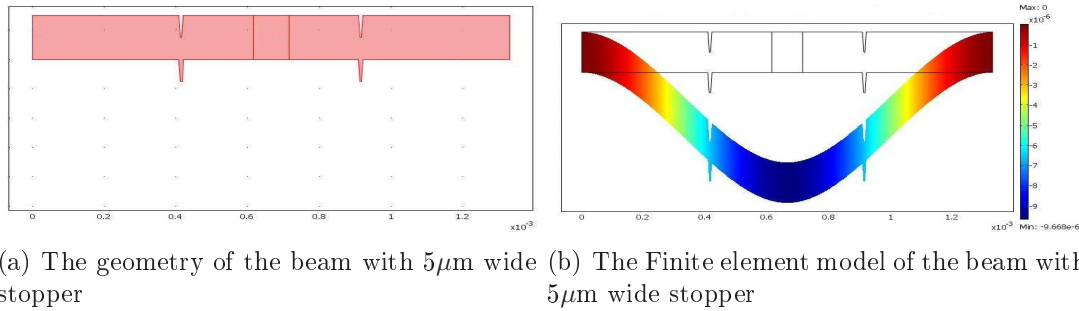 Max: 0
x10-6
-1
-2
-3
-4
-5
-6
-7
-8
-9
Min: -9.668e-6
0 0.2 0.4 0.6 0.8 1 1.2
x10-3
0 0.2 0.4 0.6 0.8 1 1.2
x10-3
(a) The geometry of the beam with 5μm wide
stopper
(b) The Finite element model of the beam with
5μm wide stopper